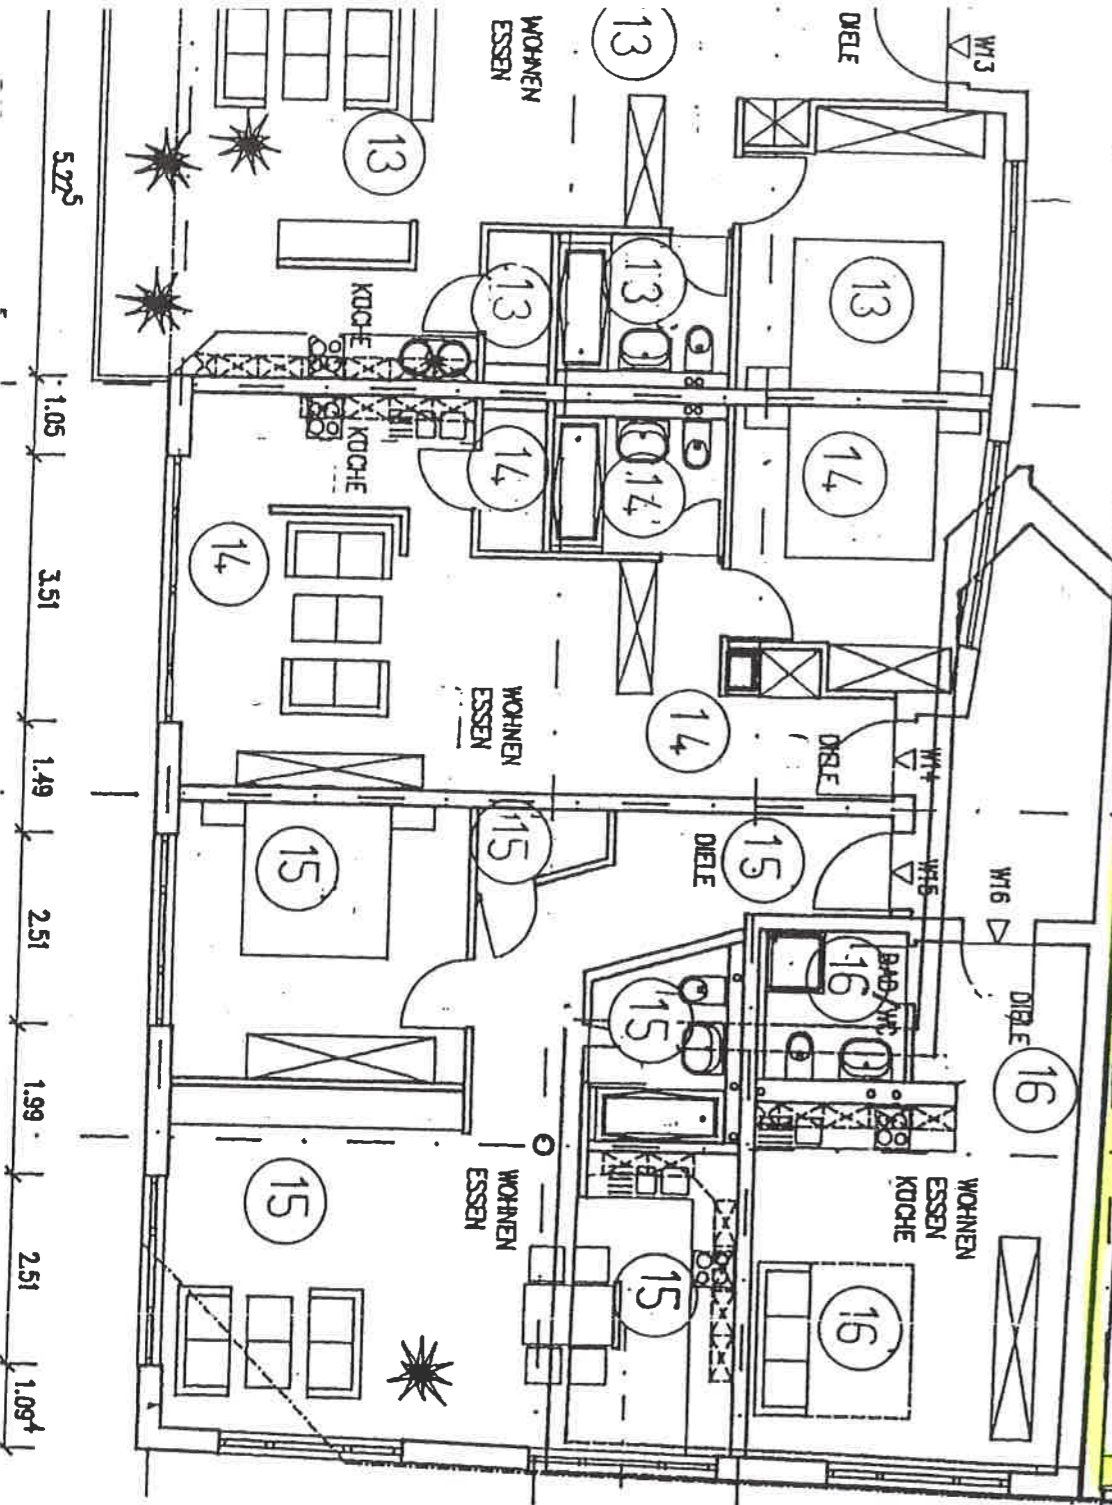 W13
DIELE
13
WOHNEN
ESSEN
13
13
13
13
KÜCHE
5.22⁵
14
14
14
KÜCHE
14
14
WOHNEN
ESSEN
DIELE
W14
1.05
3.51
1.49
W15
DIELE
15
15
15
W16
DIELE
16
BAD/WC
16
15
WOHNEN
ESSEN
KÜCHE
16
15
WOHNEN
ESSEN
15
2.51
1.99
2.51
1.09⁴